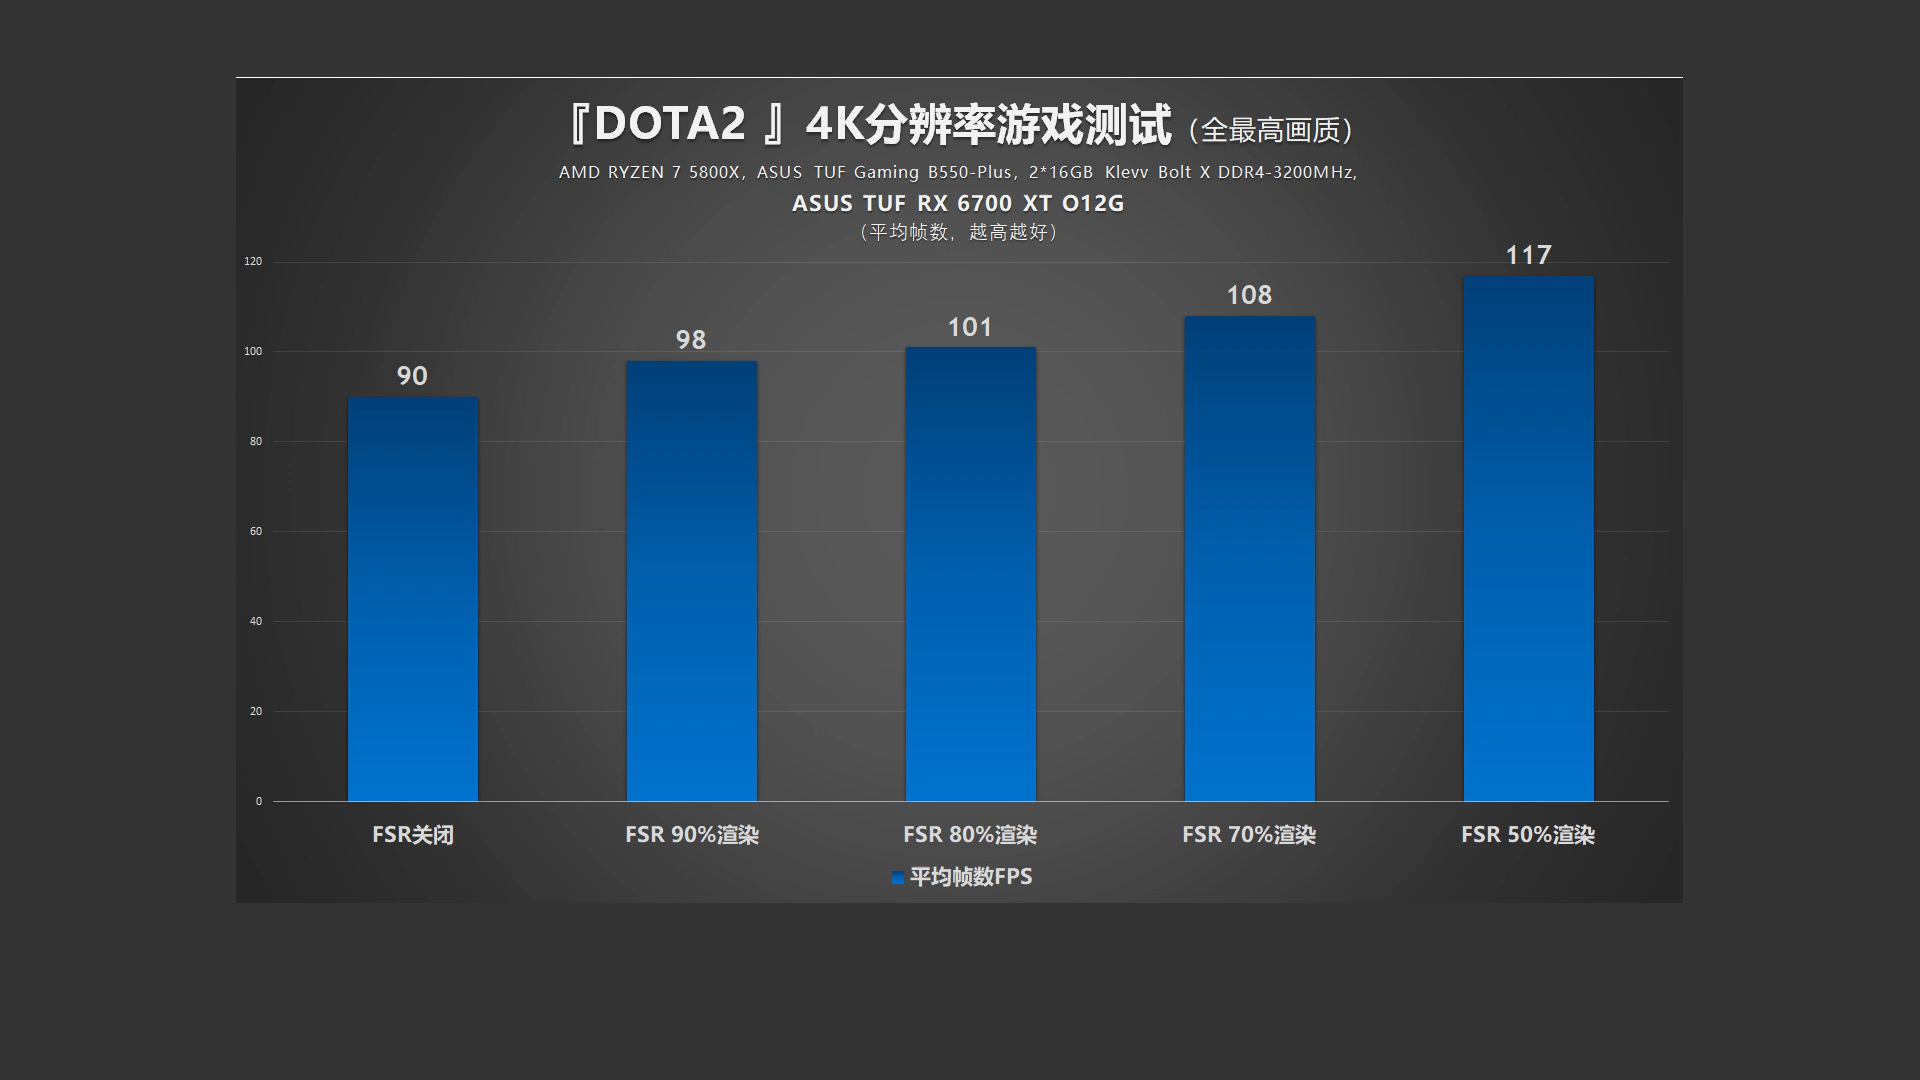 『DOTA2 』4K分辨率游戏测试（全最高画质）
AMD RYZEN 7 5800X，ASUS TUF Gaming B550-Plus，2*16GB Klevv Bolt X DDR4-3200MHz,
ASUS TUF RX 6700 XT O12G
（平均帧数，越高越好）
120
100
80
60
40
20
0
90
98
101
108
117
FSR关闭
FSR 90%渲染
FSR 80%渲染
FSR 70%渲染
FSR 50%渲染
平均帧数FPS